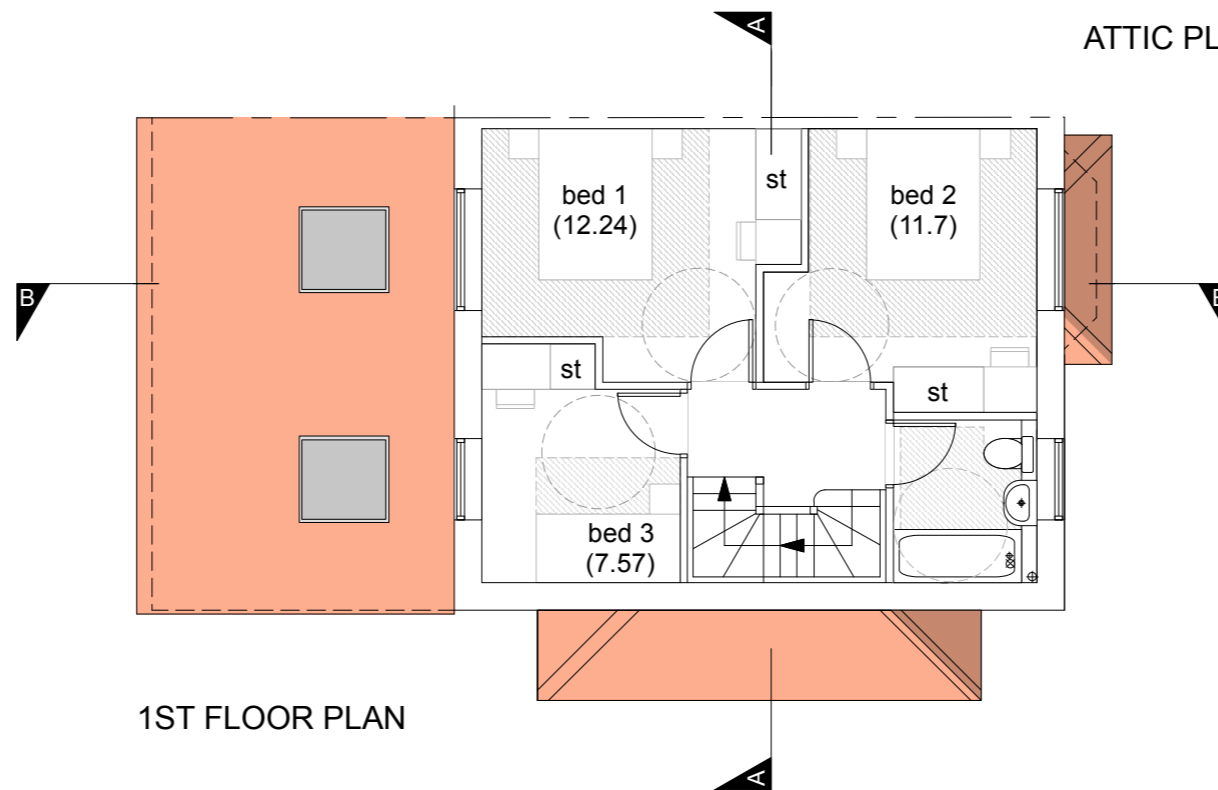 A
ATTIC PL
bed 1
(12.24)
st
bed 2
(11.7)
B
B
st
st
bed 3
(7.57)
1ST FLOOR PLAN
A